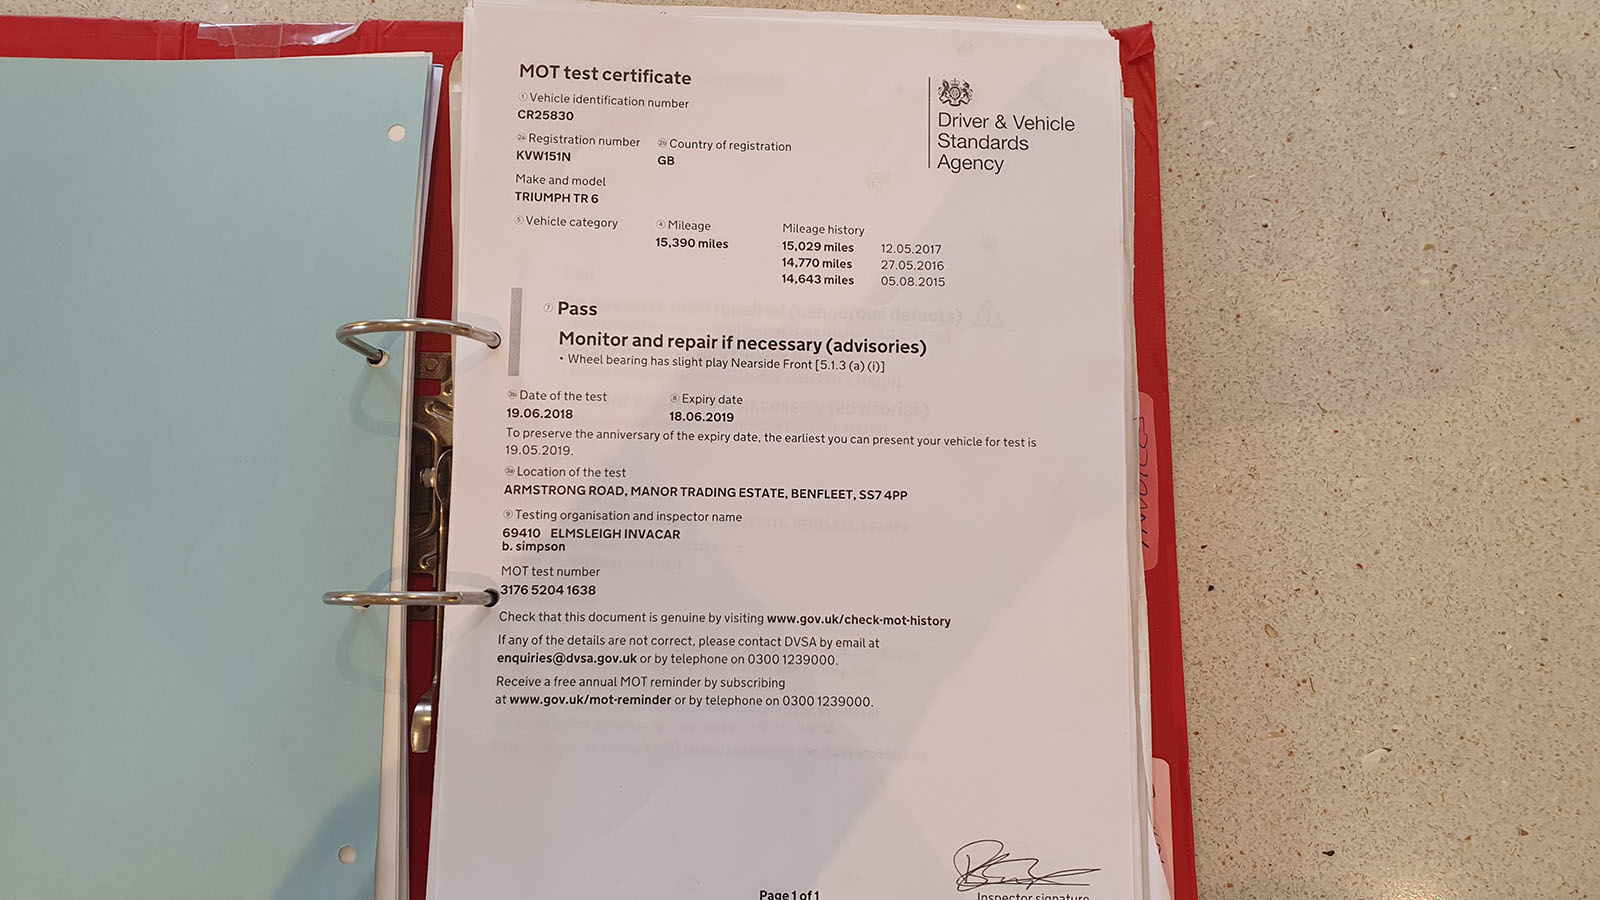 MOT test certificate
1 Vehicle identification number
CR25830
2a Registration number
KVW151N
2b Country of registration
GB
Make and model
TRIUMPH TR 6
5 Vehicle category
4 Mileage
15,390 miles
Mileage history
15,029 miles 12.05.2017
14,770 miles 27.05.2016
14,643 miles 05.08.2015
Driver & Vehicle
Standards
Agency
7 Pass
Monitor and repair if necessary (advisories)
• Wheel bearing has slight play Nearside Front [5.1.3 (a) (i)]
3b Date of the test
19.06.2018
8 Expiry date
18.06.2019
To preserve the anniversary of the expiry date, the earliest you can present your vehicle for test is
19.05.2019.
3a Location of the test
ARMSTRONG ROAD, MANOR TRADING ESTATE, BENFLEET, SS7 4PP
9 Testing organisation and inspector name
69410 ELMSLEIGH INVACAR
b. simpson
MOT test number
3176 5204 1638
Check that this document is genuine by visiting www.gov.uk/check-mot-history
If any of the details are not correct, please contact DVSA by email at
enquiries@dvsa.gov.uk or by telephone on 0300 1239000.
Receive a free annual MOT reminder by subscribing
at www.gov.uk/mot-reminder or by telephone on 0300 1239000.
Page 1 of 1
Inspector signature
INVOICES